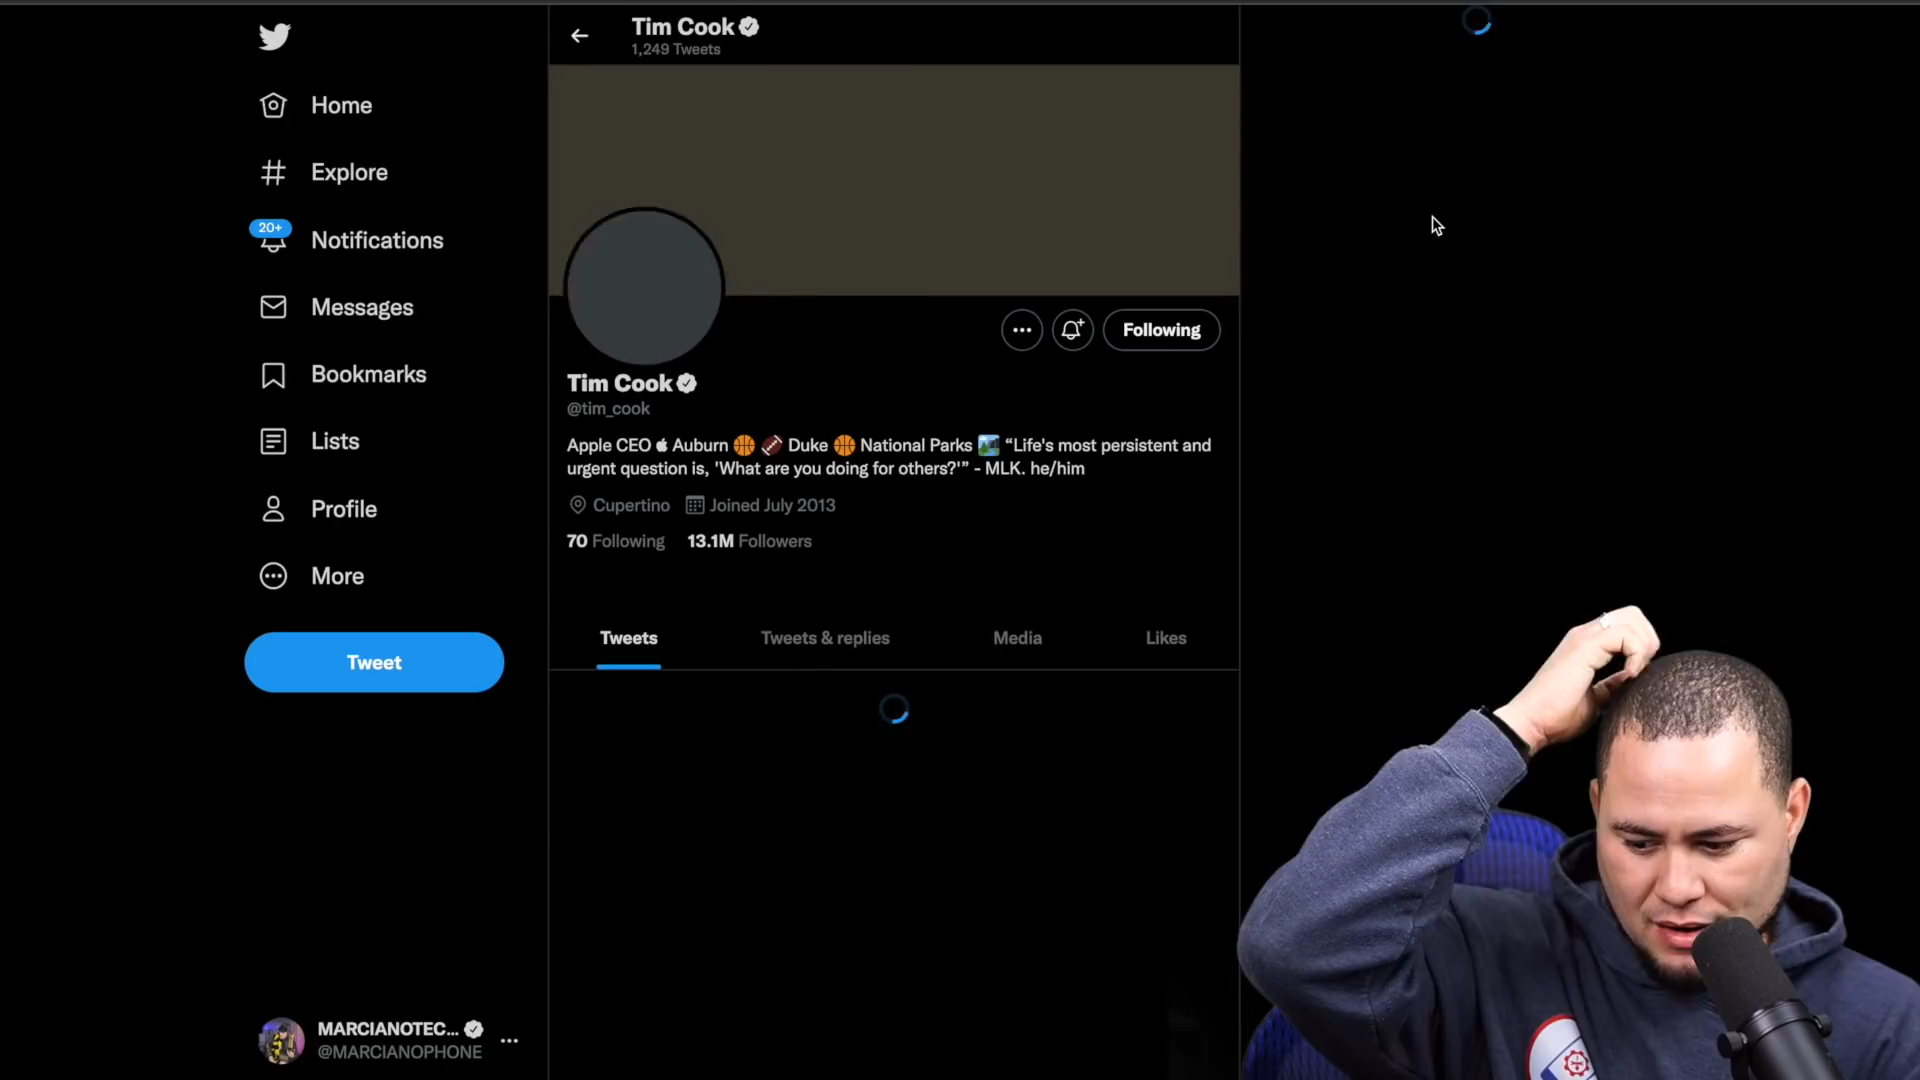 Tim Cook
1,249 Tweets
Home
Explore
20+
Notifications
Messages
Bookmarks
Lists
Profile
More
Tweet
Following
Tim Cook
@tim_cook
Apple CEO  Auburn 🏀 🏈 Duke 🏀 National Parks 🏞️ “Life's most persistent and
urgent question is, 'What are you doing for others?'” - MLK. he/him
Cupertino Joined July 2013
70 Following 13.1M Followers
Tweets Tweets & replies Media Likes
MARCIANOTEC...
@MARCIANOPHONE